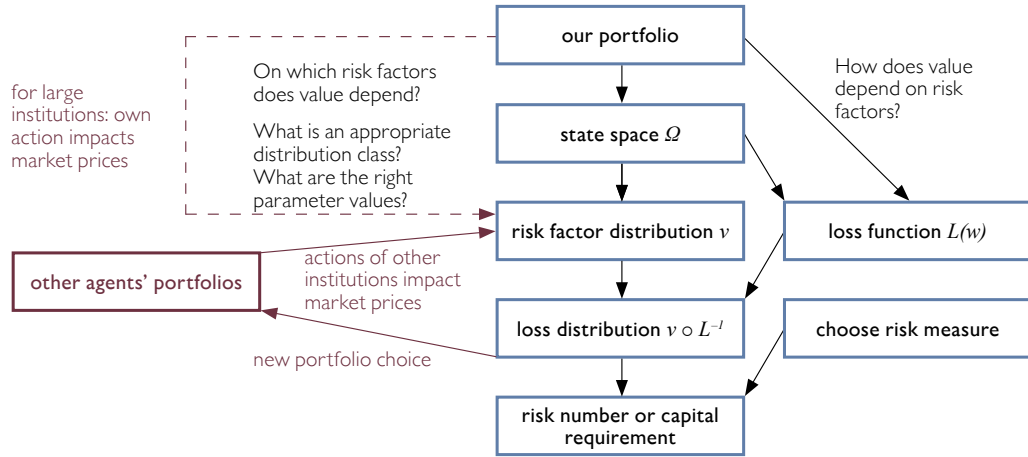 our portfolio
On which risk factors
does value depend?
How does value
depend on risk
factors?
for large
institutions: own
action impacts
market prices
What is an appropriate
distribution class?
What are the right
parameter values?
state space Ω
risk factor distribution ν
loss function L(w)
other agents’ portfolios
actions of other
institutions impact
market prices
loss distribution ν ο L⁻¹
choose risk measure
new portfolio choice
risk number or capital
requirement